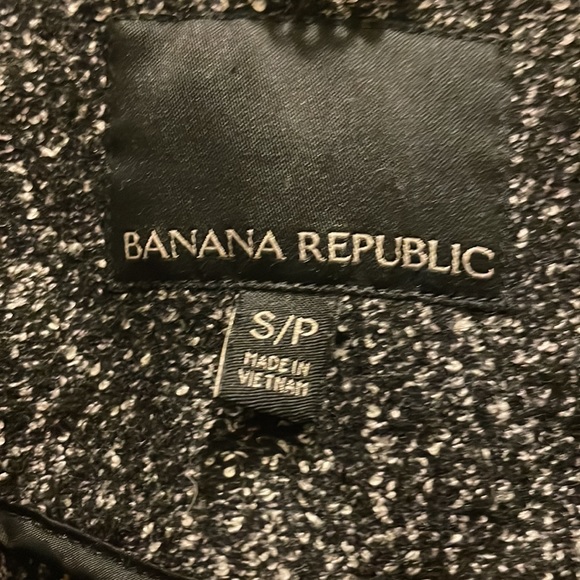 BANANA REPUBLIC
S/P
MADE IN
VIETNAM